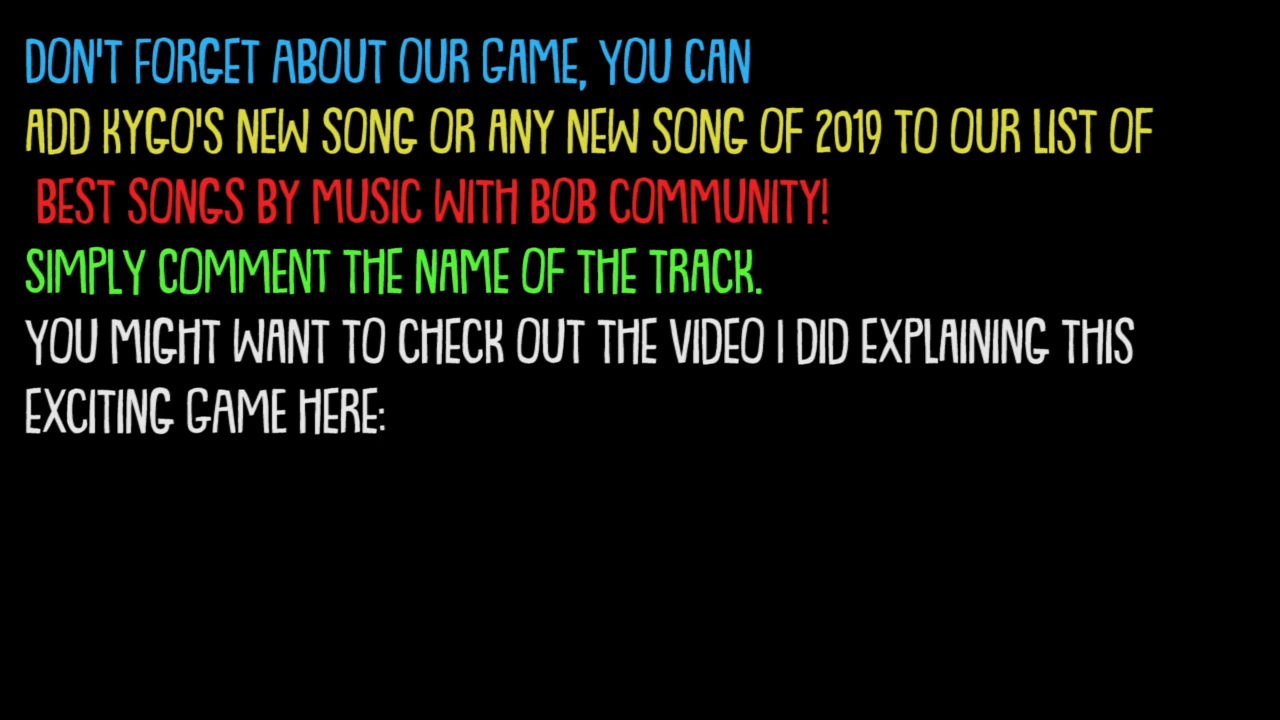 DON'T FORGET ABOUT OUR GAME, YOU CAN
ADD KYGO'S NEW SONG OR ANY NEW SONG OF 2019 TO OUR LIST OF
BEST SONGS BY MUSIC WITH BOB COMMUNITY!
SIMPLY COMMENT THE NAME OF THE TRACK.
YOU MIGHT WANT TO CHECK OUT THE VIDEO I DID EXPLAINING THIS
EXCITING GAME HERE: